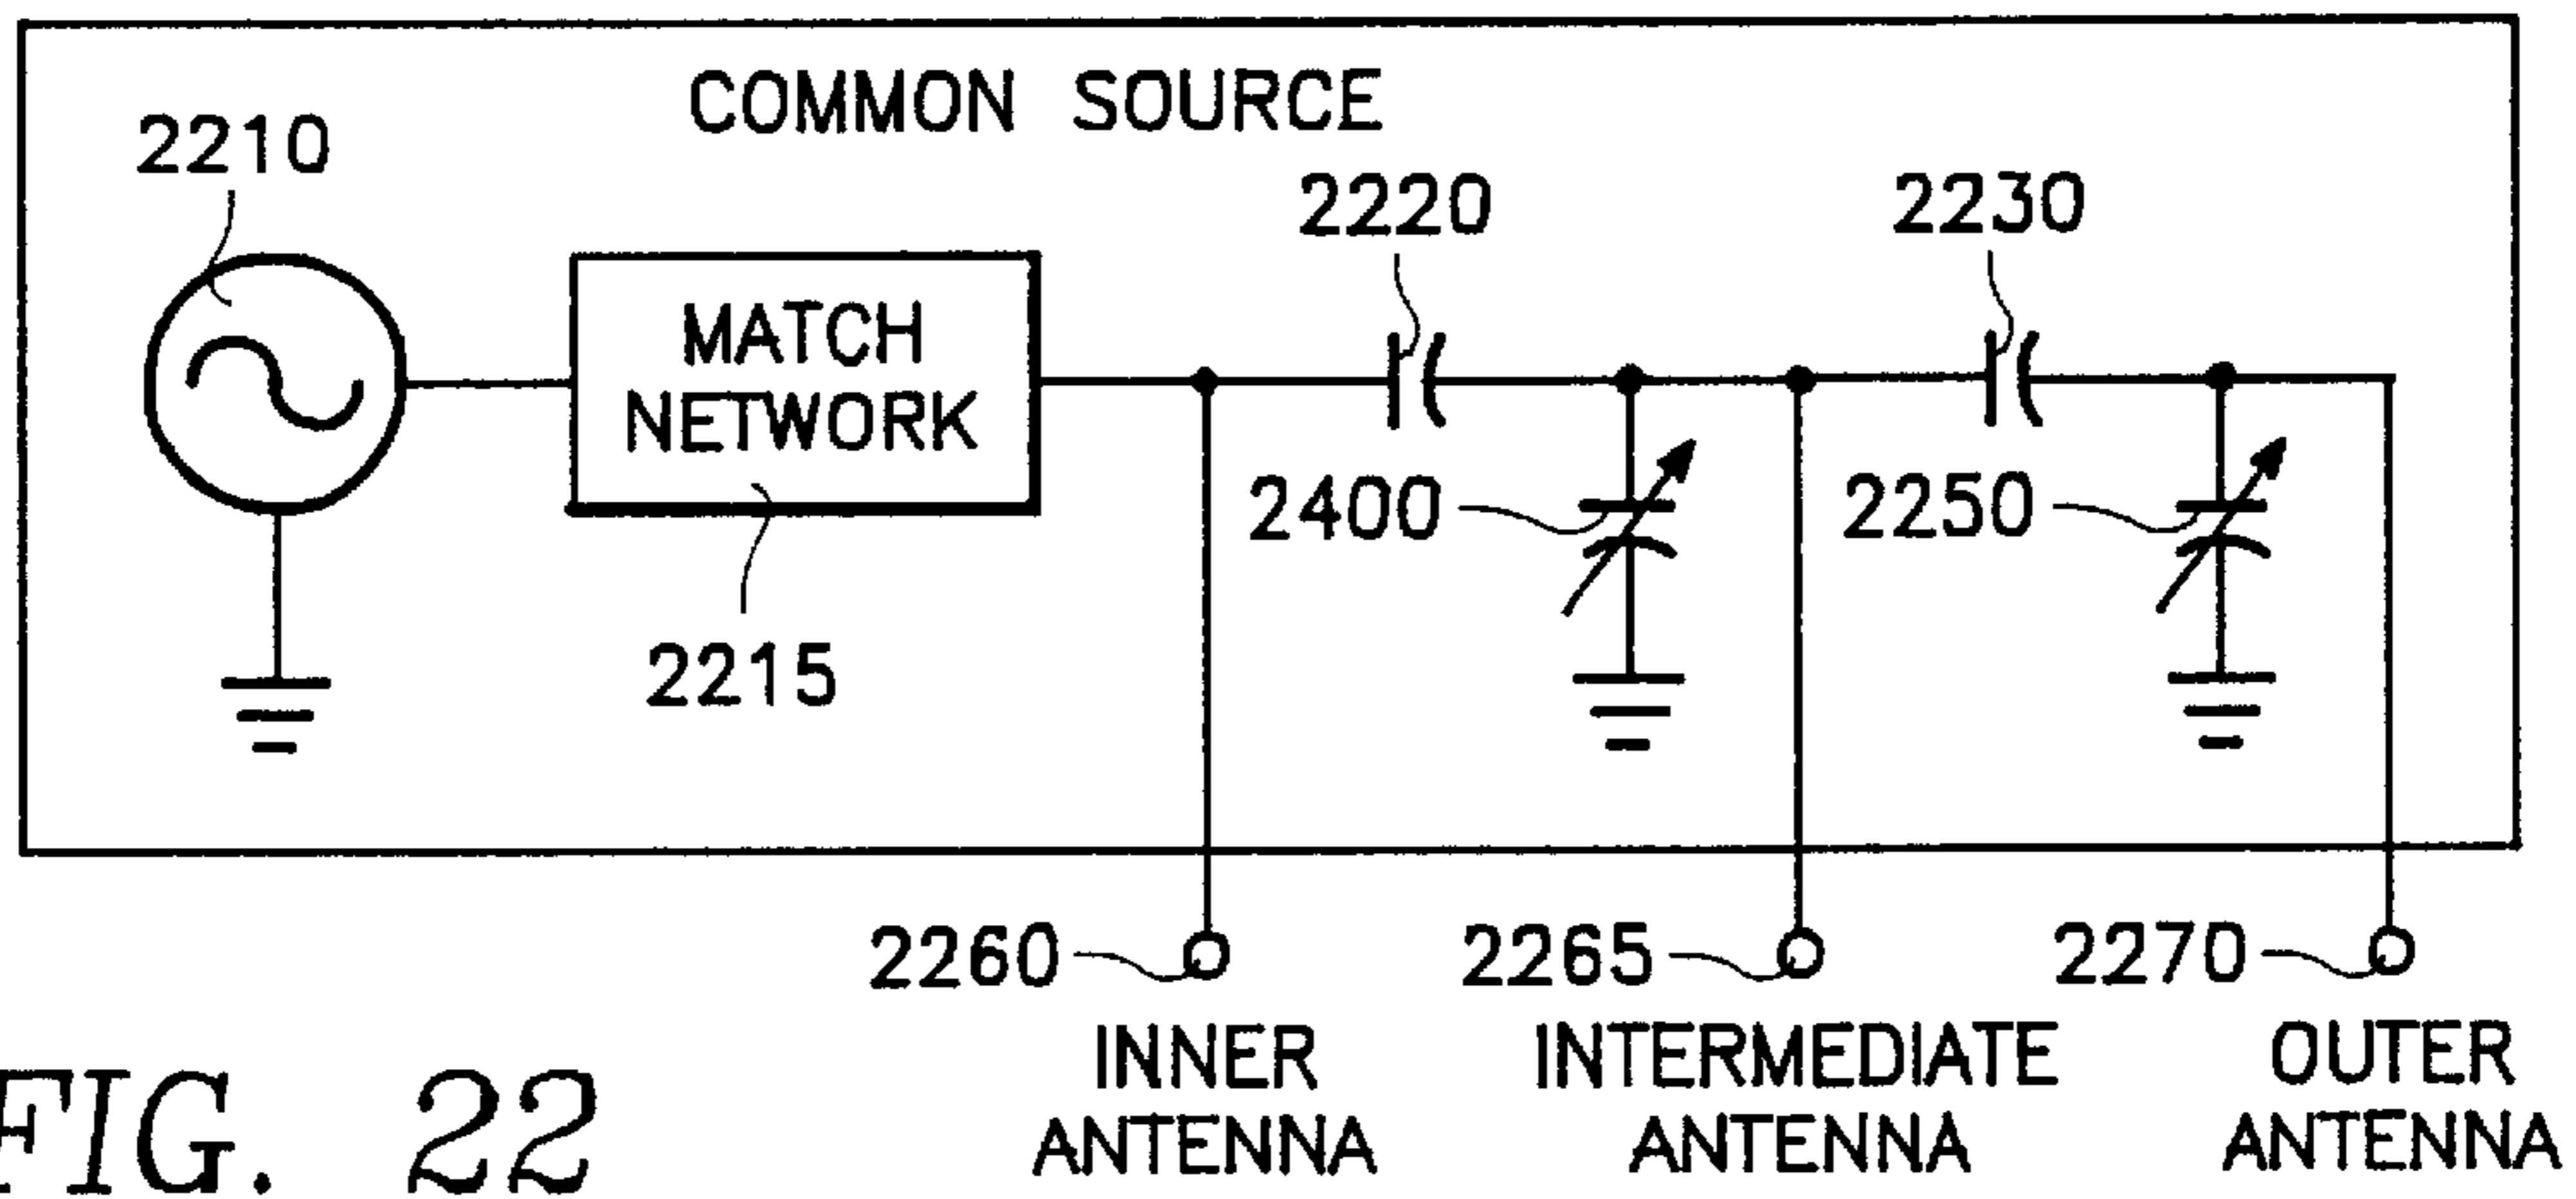 COMMON SOURCE
2210
2220
2230
MATCH
NETWORK
2400
2250
2215
2260
2265
2270
INNER
ANTENNA
INTERMEDIATE
ANTENNA
OUTER
ANTENNA
FIG. 22